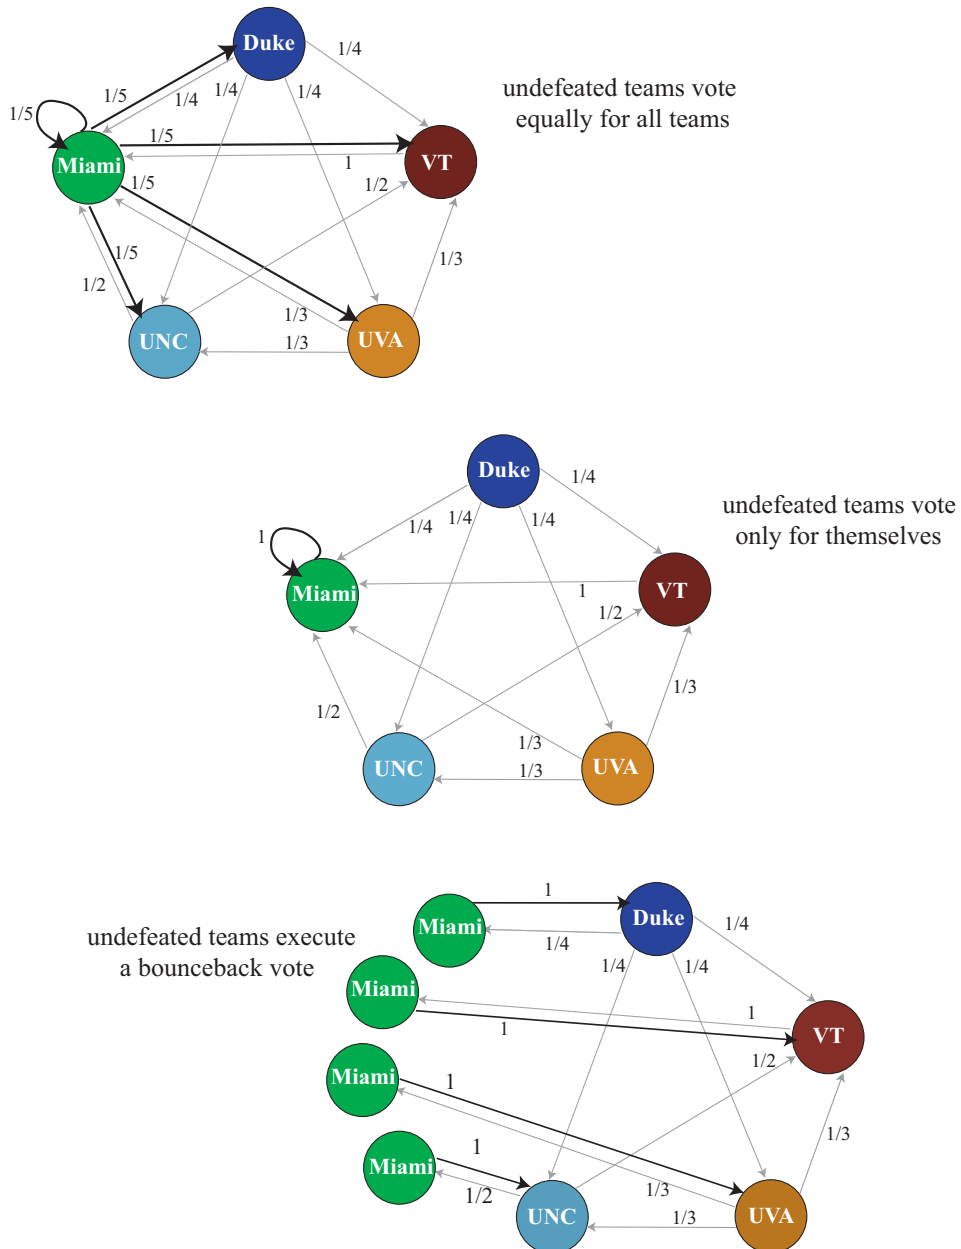 Duke
1/4
1/5
1/4
1/4
1/4
1/5
1/5
undefeated teams vote
equally for all teams
Miami
VT
1
1/5
1/2
1/5
1/2
1/3
1/3
UNC
UVA
1/3
Duke
1/4
1/4
1/4
1/4
undefeated teams vote
only for themselves
1
Miami
VT
1
1/2
1/2
1/3
1/3
UNC
UVA
1/3
1
Duke
Miami
1/4
1/4
1/4
1/4
undefeated teams execute
a bounceback vote
Miami
1
1
VT
1/2
Miami
1
1/3
1
Miami
1/2
1/3
UNC
UVA
1/3